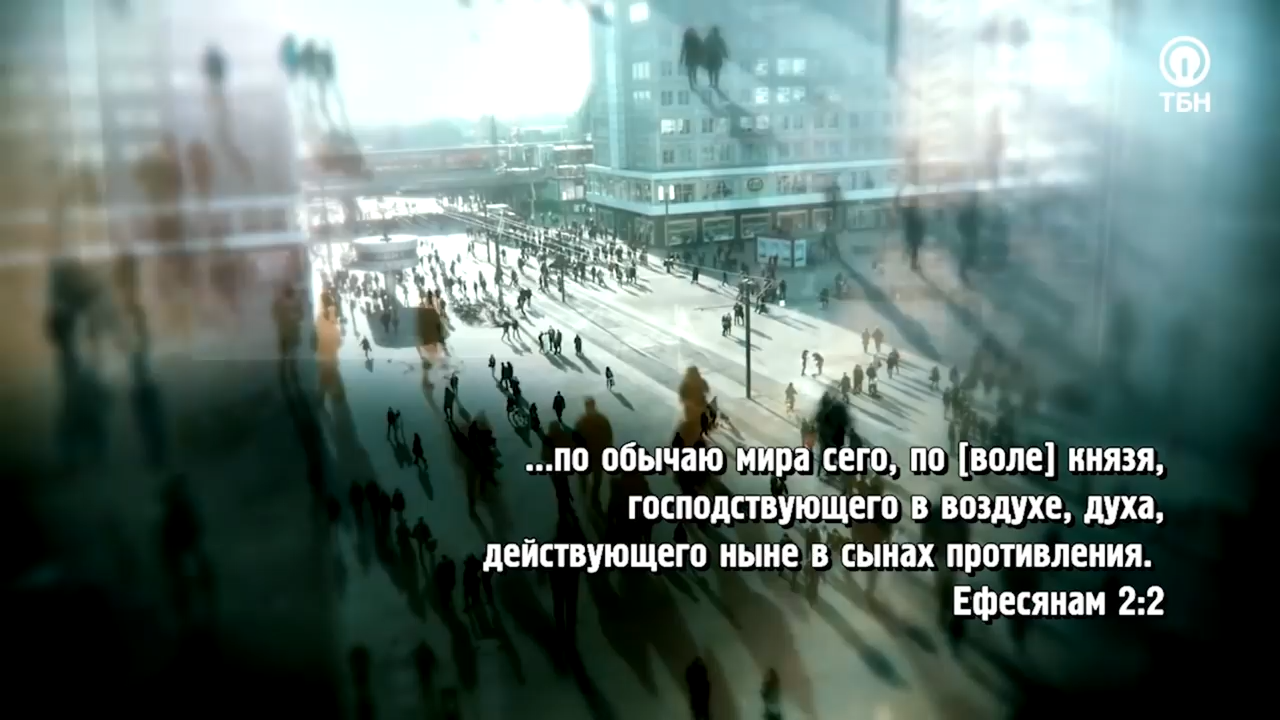 ТБН
...по обычаю мира сего, по [воле] князя,
господствующего в воздухе, духа,
действующего ныне в сынах противления.
Ефесянам 2:2